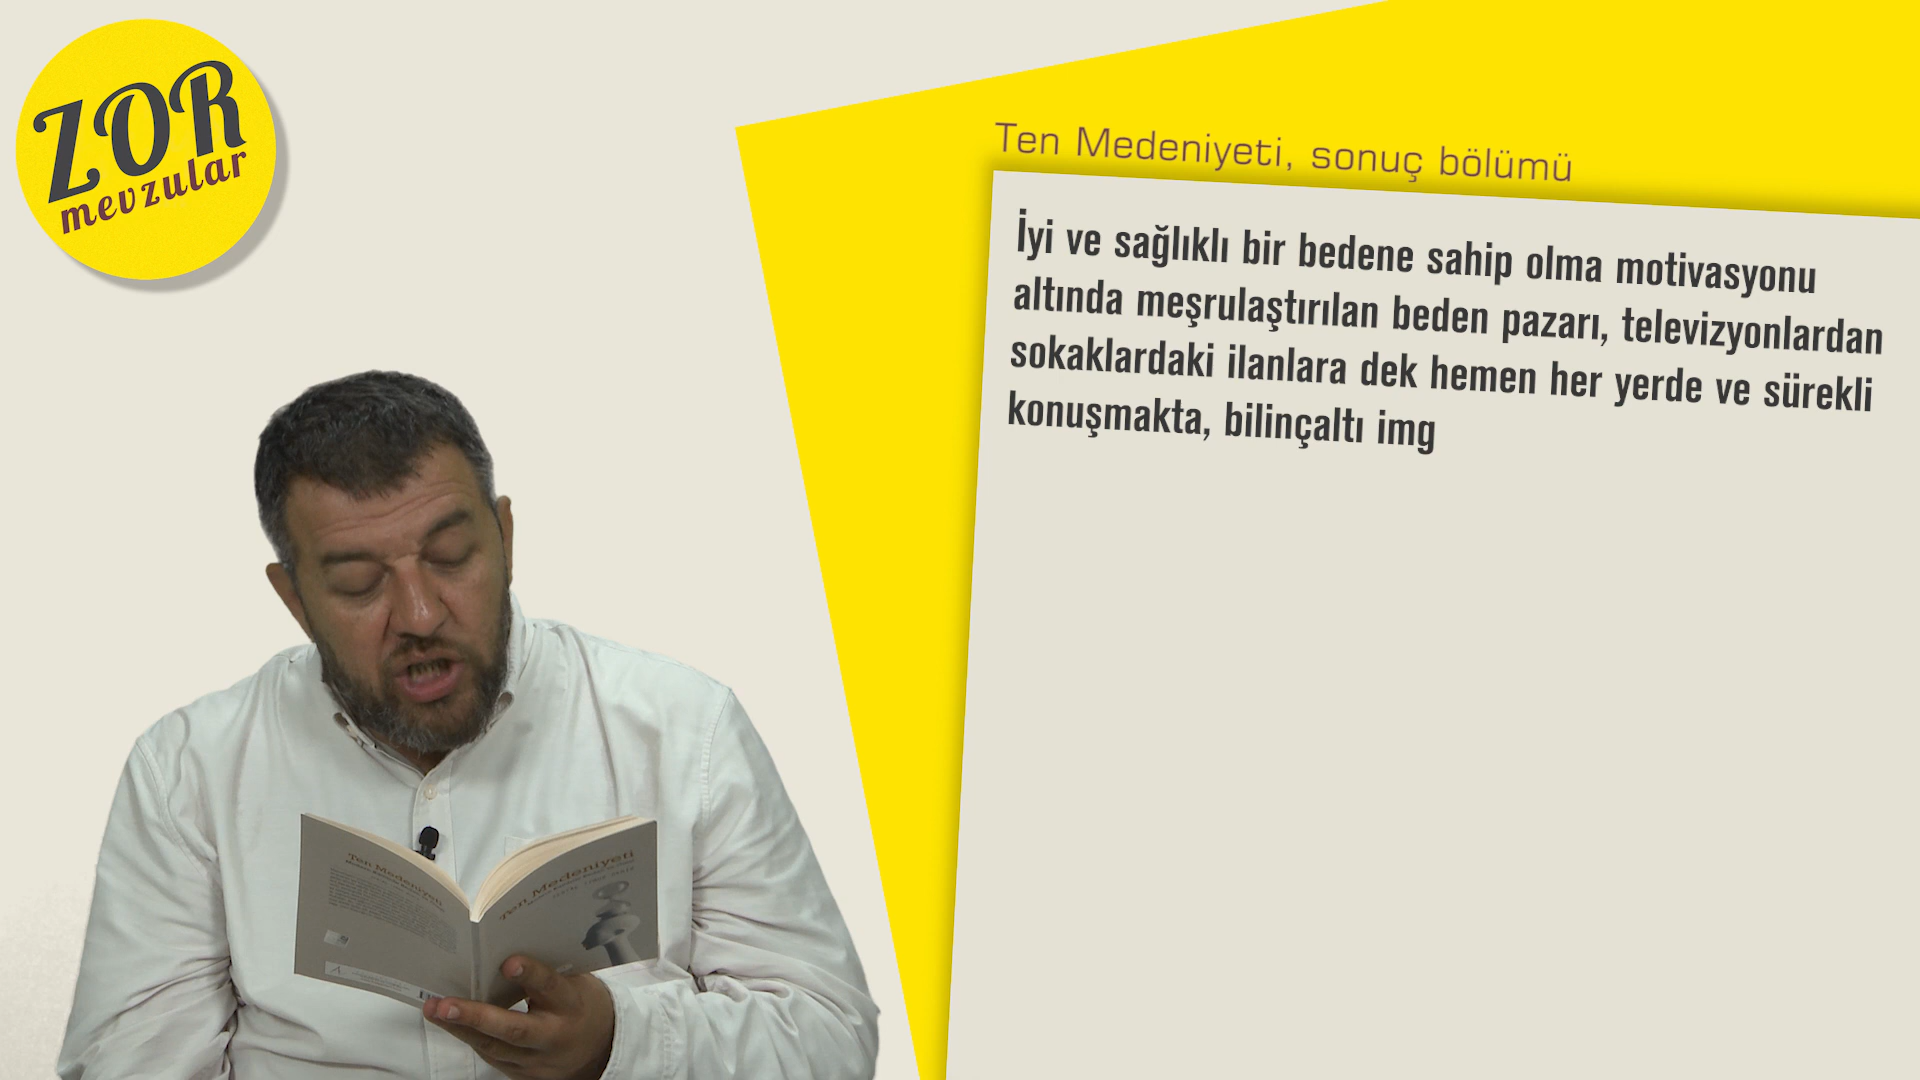 ZOR
mevzular
Ten Medeniyeti, sonuç bölümü
İyi ve sağlıklı bir bedene sahip olma motivasyonu
altında meşrulaştırılan beden pazarı, televizyonlardan
sokaklardaki ilanlara dek hemen her yerde ve sürekli
konuşmakta, bilinçaltı img
Ten Medeniyeti
Ten Medeniyeti